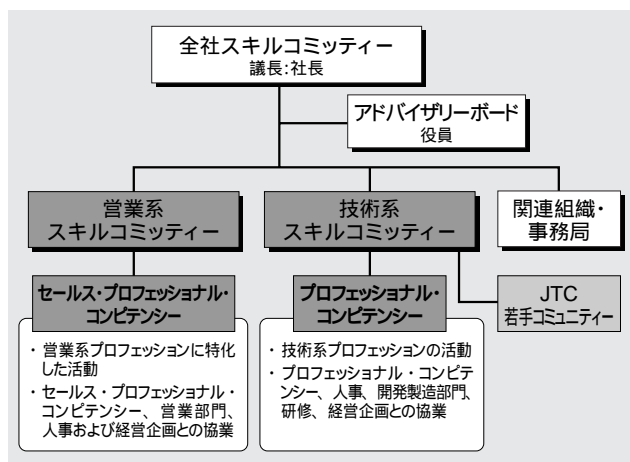 全社スキルコミッティー
議長:社長
アドバイザリーボード
役員
営業系
スキルコミッティー
技術系
スキルコミッティー
関連組織・
事務局
セールス・プロフェッショナル・
コンピテンシー
プロフェッショナル・
コンピテンシー
JTC
若手コミュニティー
・営業系プロフェッションに特化
した活動
・セールス・プロフェッショナル・
コンピテンシー、営業部門、
人事および経営企画との協業
・技術系プロフェッションの活動
・プロフェッショナル・コンピテ
ンシー、人事、開発製造部門、
研修、経営企画との協業